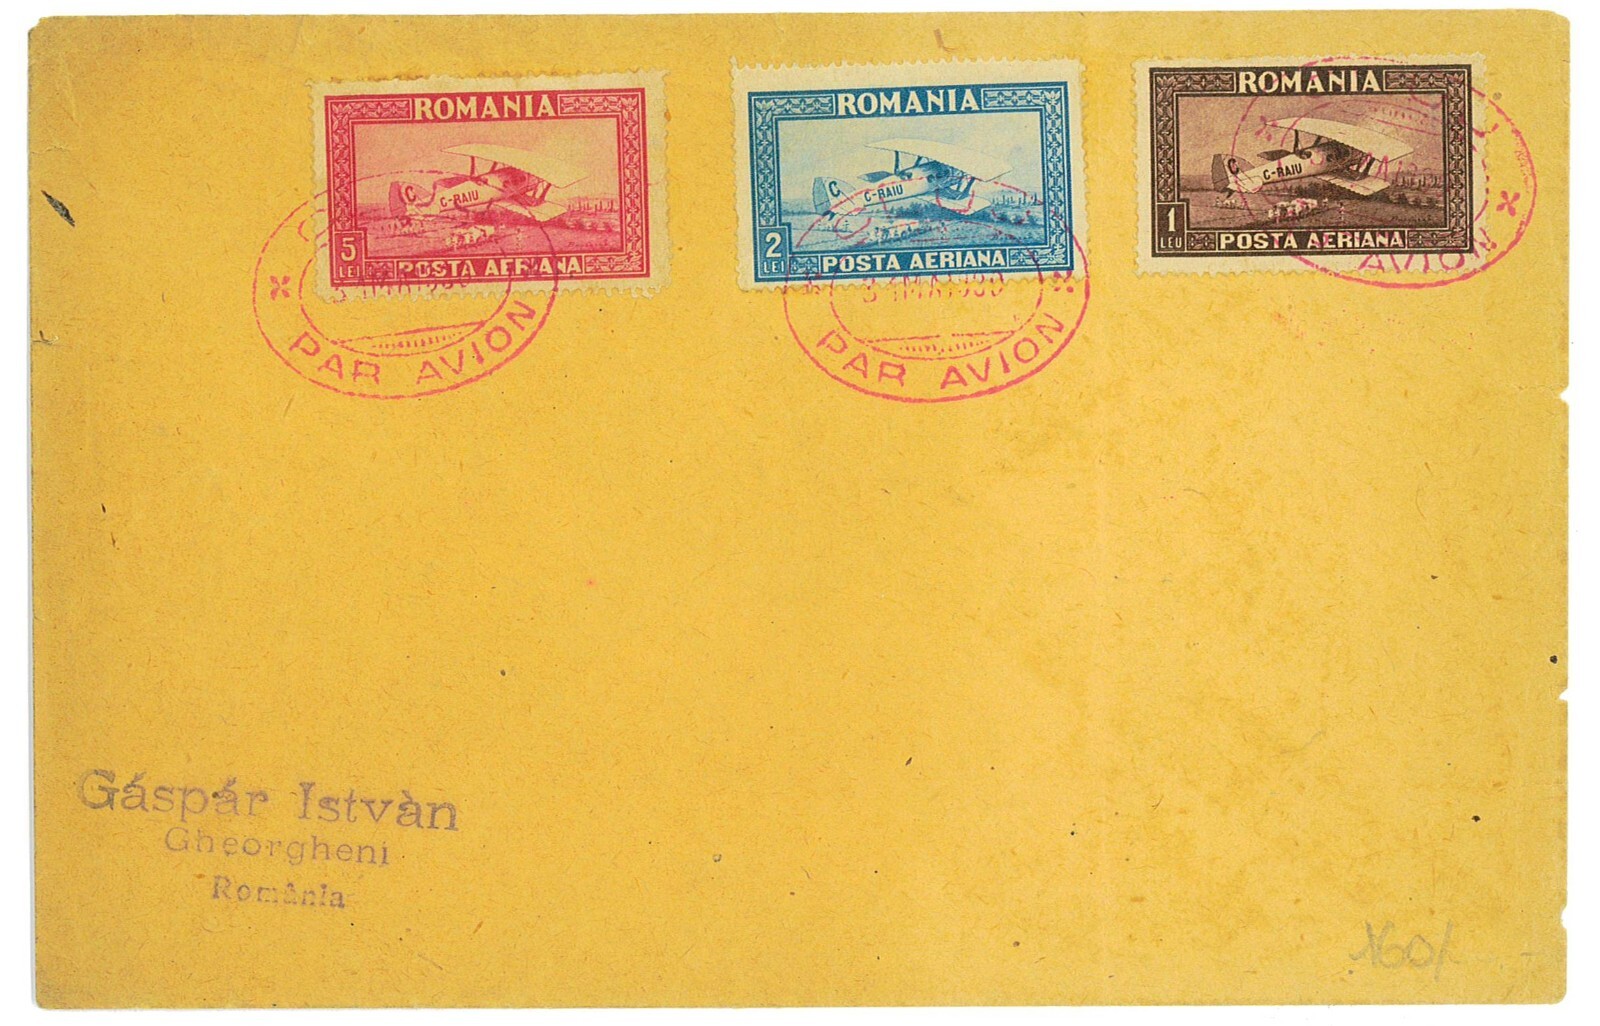 ROMANIA
C
C-RAIU
5
LEI
POSTA AERIANA
PAR AVION
ROMANIA
C
C-RAIU
2
LEI
POSTA AERIANA
PAR AVION
ROMANIA
C
C-RAIU
1
LEU
POSTA AERIANA
AVION
Gáspár Istvàn
Gheorgheni
România
160/